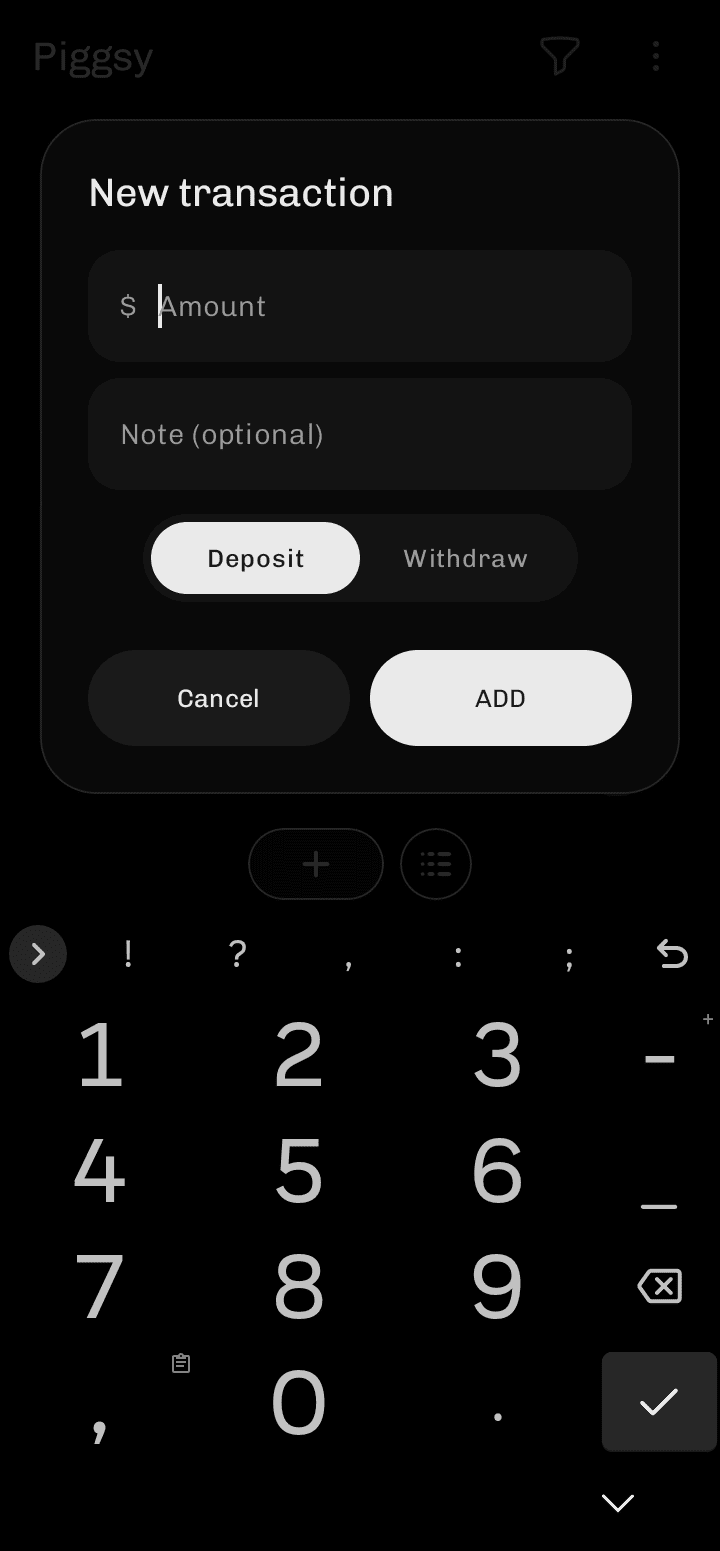 Piggsy
New transaction
$ Amount
Note (optional)
Deposit Withdraw
Cancel ADD
! ? , : ;
+
1 2 3 -
4 5 6 _
7 8 9
, 0 .